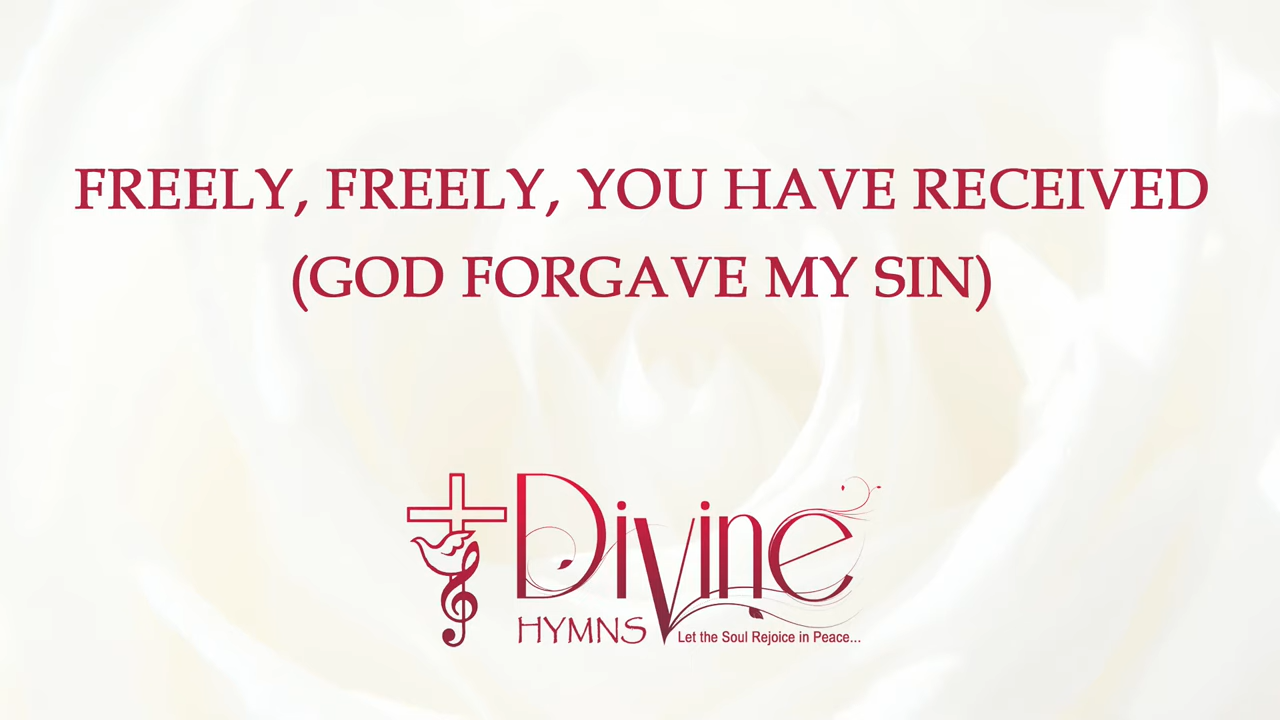 FREELY, FREELY, YOU HAVE RECEIVED
(GOD FORGAVE MY SIN)
Divine
HYMNS
Let the Soul Rejoice in Peace...